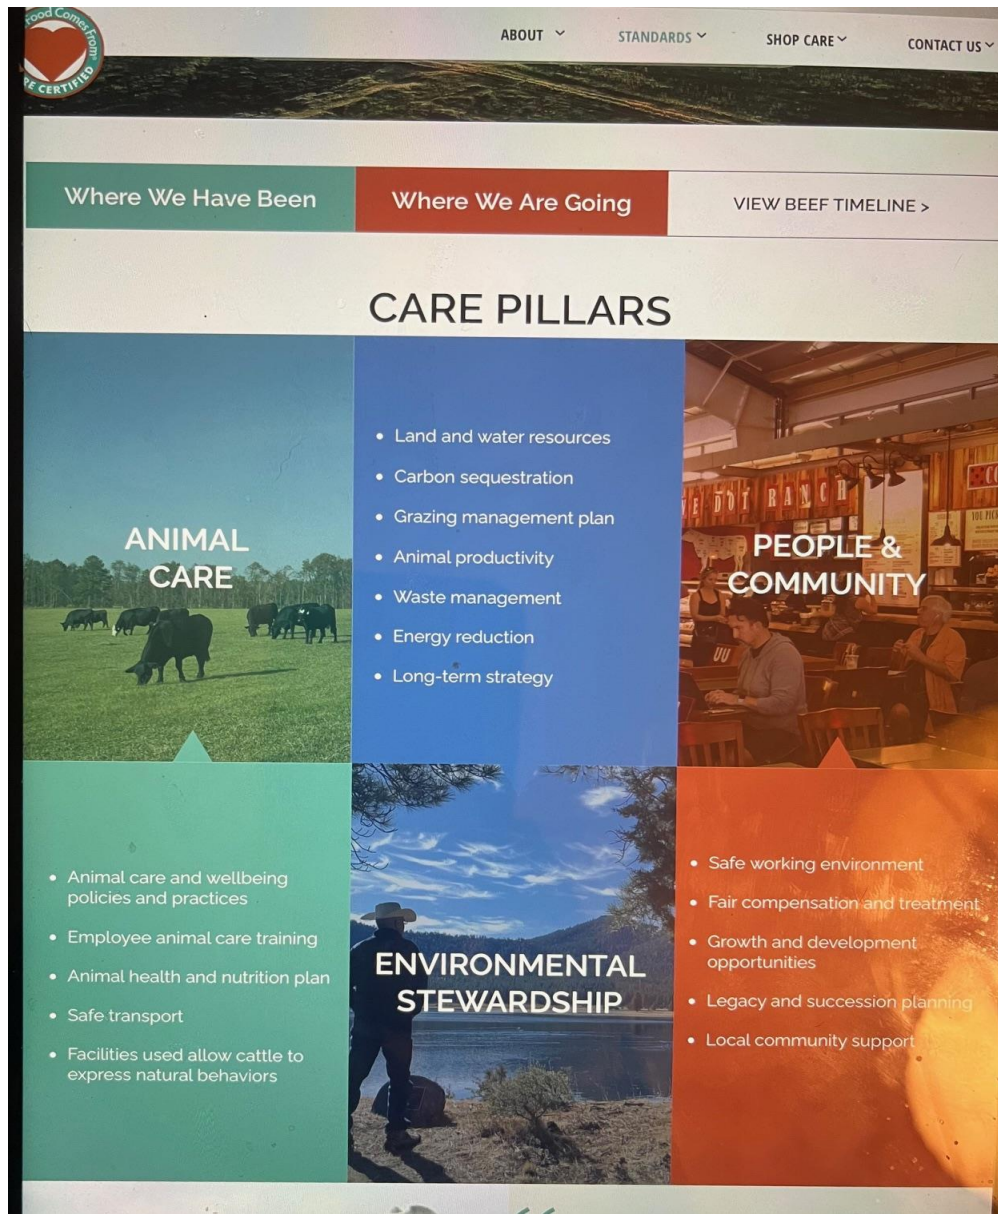 Food Comes From
CERTIFIED
ABOUT
STANDARDS
SHOP CARE
CONTACT US
Where We Have Been
Where We Are Going
VIEW BEEF TIMELINE >
CARE PILLARS
ANIMAL
CARE
• Land and water resources
• Carbon sequestration
• Grazing management plan
• Animal productivity
• Waste management
• Energy reduction
• Long-term strategy
DOT RANCH
PEOPLE &
COMMUNITY
• Animal care and wellbeing
policies and practices
• Employee animal care training
• Animal health and nutrition plan
• Safe transport
• Facilities used allow cattle to
express natural behaviors
ENVIRONMENTAL
STEWARDSHIP
• Safe working environment
• Fair compensation and treatment
• Growth and development
opportunities
• Legacy and succession planning
• Local community support